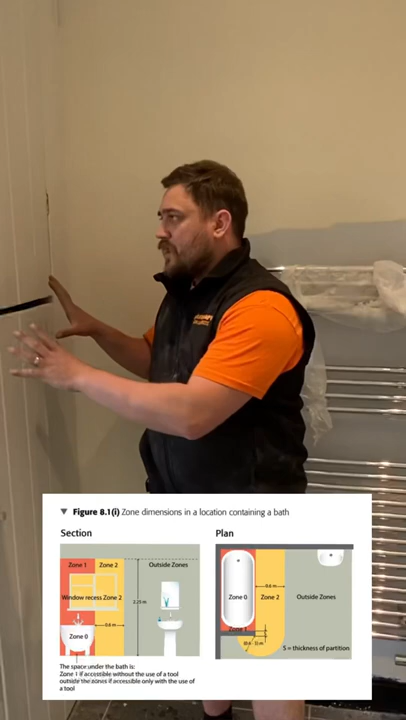 ▼ Figure 8.1(i) Zone dimensions in a location containing a bath
Section
Plan
Zone 1
Zone 2
Outside Zones
Window recess Zone 2
2.25 m
0.6 m
Zone 0
The space under the bath is:
Zone 1 if accessible without the use of a tool
outside the zones if accessible only with the use of
a tool
Zone 0
0.6 m
Zone 2
Outside Zones
Zone 1
S = thickness of partition